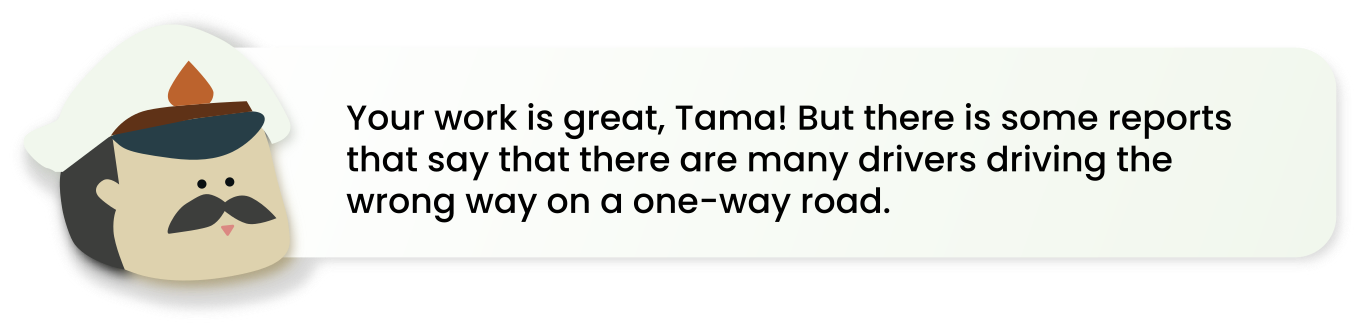 Your work is great, Tama! But there is some reports
that say that there are many drivers driving the
wrong way on a one-way road.